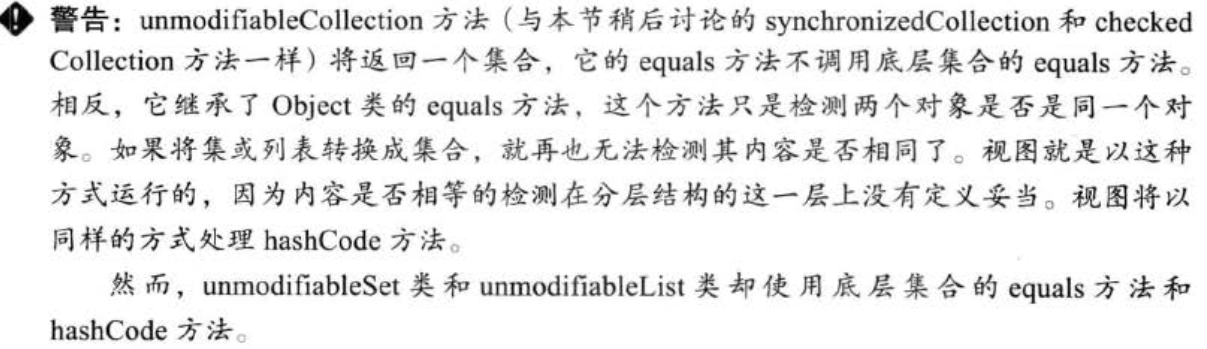 警告：unmodifiableCollection 方法（与本节稍后讨论的 synchronizedCollection 和 checked
Collection 方法一样）将返回一个集合，它的 equals 方法不调用底层集合的 equals 方法。
相反，它继承了 Object 类的 equals 方法，这个方法只是检测两个对象是否是同一个对
象。如果将集或列表转换成集合，就再也无法检测其内容是否相同了。视图就是以这种
方式运行的，因为内容是否相等的检测在分层结构的这一层上没有定义妥当。视图将以
同样的方式处理 hashCode 方法。
然而，unmodifiableSet 类和 unmodifiableList 类却使用底层集合的 equals 方法和
hashCode 方法。